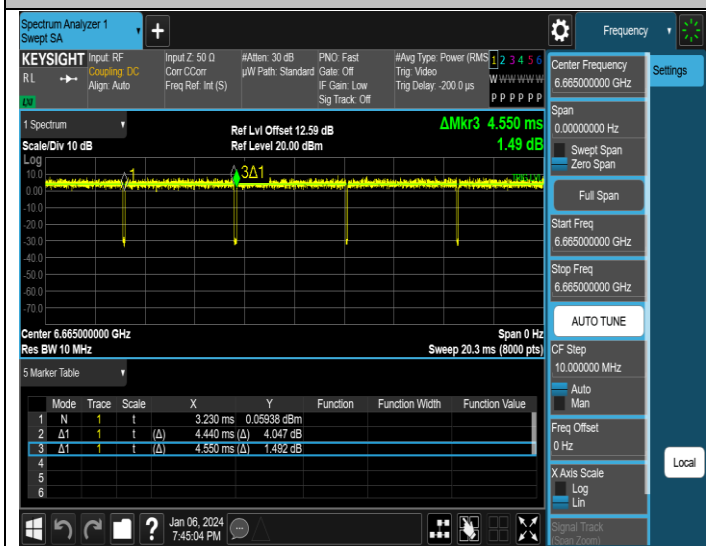 Spectrum Analyzer 1
Swept SA
Frequency
KEYSIGHT
R L
LXI
Input: RF
Coupling: DC
Align: Auto
Input Z: 50 Ω
Corr CCorr
Freq Ref: Int (S)
#Atten: 30 dB
µW Path: Standard
PNO: Fast
Gate: Off
IF Gain: Low
Sig Track: Off
#Avg Type: Power (RMS
Trig: Video
Trig Delay: -200.0 µs
1 2 3 4 5 6
W W W W W W
P P P P P P
1 Spectrum
Scale/Div 10 dB
Ref Lvl Offset 12.59 dB
Ref Level 20.00 dBm
ΔMkr3 4.550 ms
1.49 dB
Log
10.0
0.00
-10.0
-20.0
-30.0
-40.0
-50.0
-60.0
-70.0
1
3Δ1
Center 6.665000000 GHz
Res BW 10 MHz
Span 0 Hz
Sweep 20.3 ms (8000 pts)
5 Marker Table
Mode Trace Scale X Y Function Function Width Function Value
1 N 1 t 3.230 ms 0.05938 dBm
2 Δ1 1 t (Δ) 4.440 ms (Δ) 4.047 dB
3 Δ1 1 t (Δ) 4.550 ms (Δ) 1.492 dB
4
5
6
Center Frequency
6.665000000 GHz
Span
0.00000000 Hz
Swept Span
Zero Span
Full Span
Start Freq
6.665000000 GHz
Stop Freq
6.665000000 GHz
AUTO TUNE
CF Step
10.000000 MHz
Auto
Man
Freq Offset
0 Hz
X Axis Scale
Log
Lin
Signal Track
(Span Zoom)
Settings
Local
?
Jan 06, 2024
7:45:04 PM